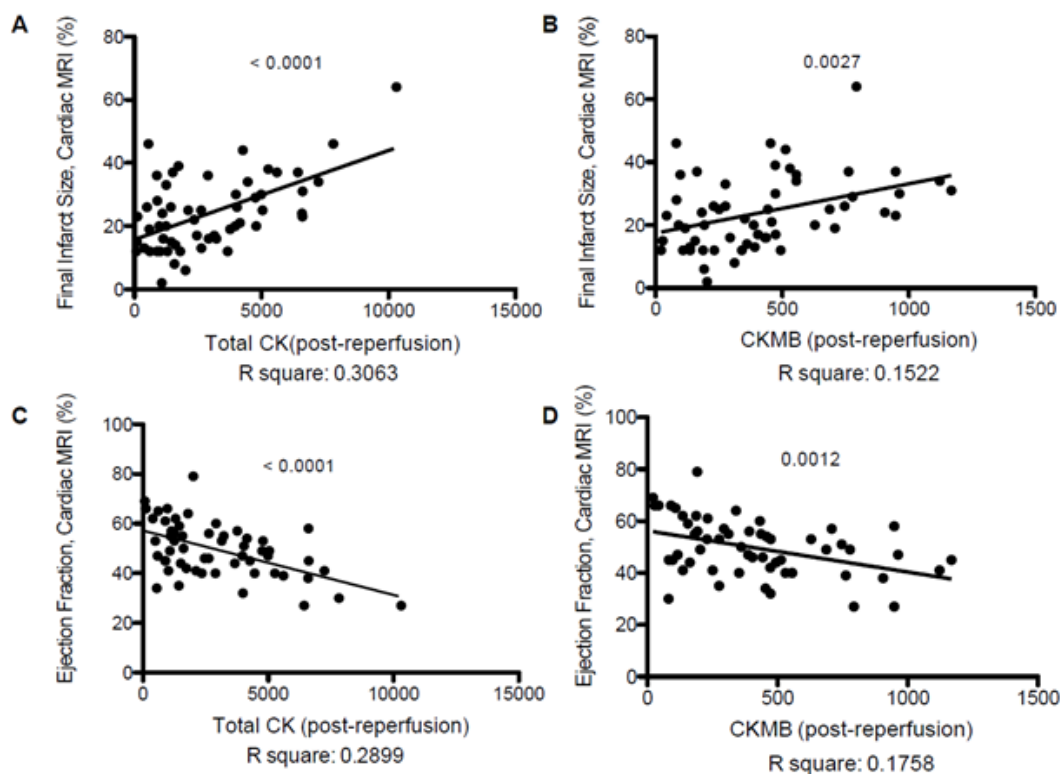 A
Final Infarct Size, Cardiac MRI (%)
< 0.0001
80
60
40
20
0
0 5000 10000 15000
Total CK(post-reperfusion)
R square: 0.3063
B
Final Infarct Size, Cardiac MRI (%)
0.0027
80
60
40
20
0
0 500 1000 1500
CKMB (post-reperfusion)
R square: 0.1522
C
Ejection Fraction, Cardiac MRI (%)
< 0.0001
100
80
60
40
20
0
0 5000 10000 15000
Total CK (post-reperfusion)
R square: 0.2899
D
Ejection Fraction, Cardiac MRI (%)
0.0012
100
80
60
40
20
0
0 500 1000 1500
CKMB (post-reperfusion)
R square: 0.1758